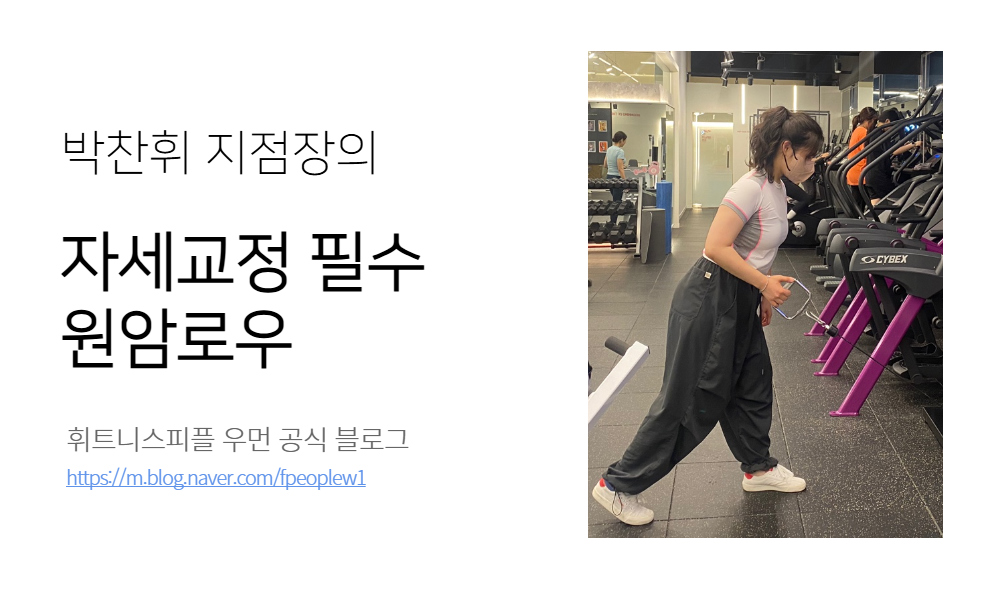 박찬휘 지점장의
자세교정 필수
원암로우
휘트니스피플 우먼 공식 블로그
https://m.blog.naver.com/fpeoplew1
CYBEX